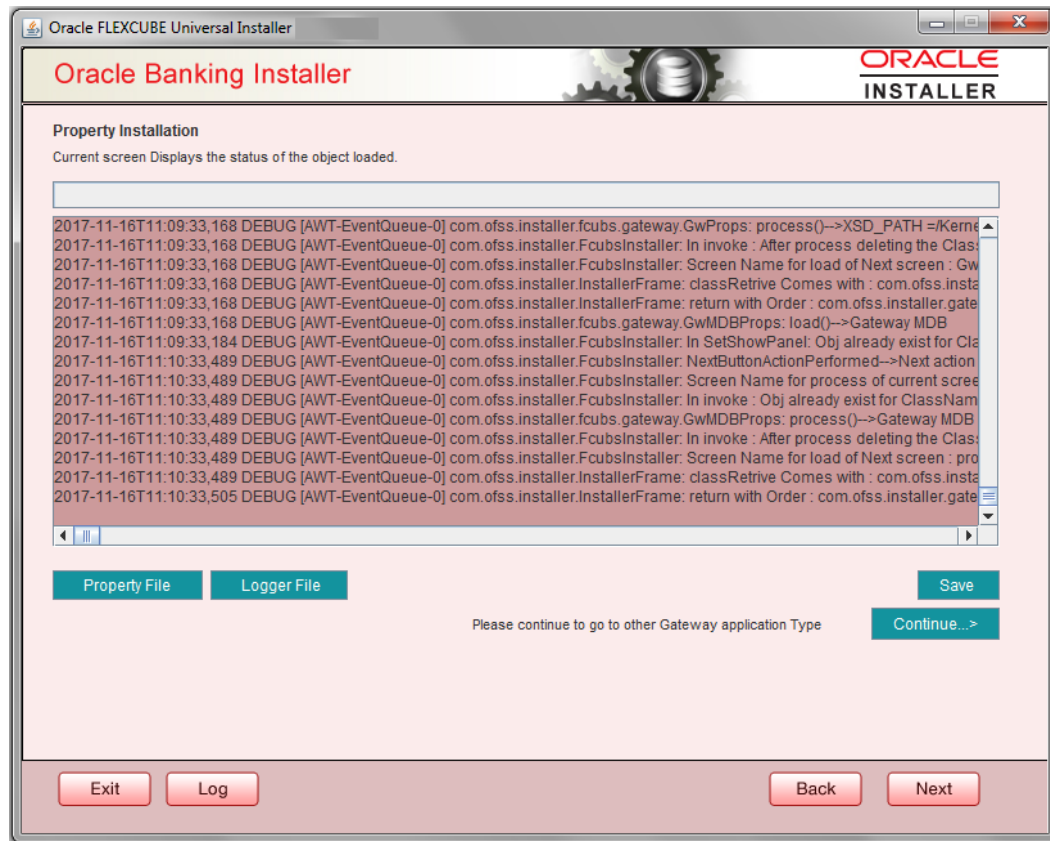 Oracle FLEXCUBE Universal Installer
Oracle Banking Installer
ORACLE
INSTALLER
Property Installation
Current screen Displays the status of the object loaded.
2017-11-16T11:09:33,168 DEBUG [AWT-EventQueue-0] com.ofss.installer.fcubs.gateway.GwProps: process()-->XSD_PATH =/Kerne
2017-11-16T11:09:33,168 DEBUG [AWT-EventQueue-0] com.ofss.installer.FcubsInstaller: In invoke : After process deleting the Clas
2017-11-16T11:09:33,168 DEBUG [AWT-EventQueue-0] com.ofss.installer.FcubsInstaller: Screen Name for load of Next screen : Gw
2017-11-16T11:09:33,168 DEBUG [AWT-EventQueue-0] com.ofss.installer.InstallerFrame: classRetrive Comes with : com.ofss.insta
2017-11-16T11:09:33,168 DEBUG [AWT-EventQueue-0] com.ofss.installer.InstallerFrame: return with Order : com.ofss.installer.gate
2017-11-16T11:09:33,168 DEBUG [AWT-EventQueue-0] com.ofss.installer.fcubs.gateway.GwMDBProps: load()-->Gateway MDB
2017-11-16T11:09:33,184 DEBUG [AWT-EventQueue-0] com.ofss.installer.FcubsInstaller: In SetShowPanel: Obj already exist for Cla
2017-11-16T11:10:33,489 DEBUG [AWT-EventQueue-0] com.ofss.installer.FcubsInstaller: NextButtonActionPerformed-->Next action
2017-11-16T11:10:33,489 DEBUG [AWT-EventQueue-0] com.ofss.installer.FcubsInstaller: Screen Name for process of current scree
2017-11-16T11:10:33,489 DEBUG [AWT-EventQueue-0] com.ofss.installer.FcubsInstaller: In invoke : Obj already exist for ClassNam
2017-11-16T11:10:33,489 DEBUG [AWT-EventQueue-0] com.ofss.installer.fcubs.gateway.GwMDBProps: process()-->Gateway MDB
2017-11-16T11:10:33,489 DEBUG [AWT-EventQueue-0] com.ofss.installer.FcubsInstaller: In invoke : After process deleting the Clas
2017-11-16T11:10:33,489 DEBUG [AWT-EventQueue-0] com.ofss.installer.FcubsInstaller: Screen Name for load of Next screen : pro
2017-11-16T11:10:33,489 DEBUG [AWT-EventQueue-0] com.ofss.installer.InstallerFrame: classRetrive Comes with : com.ofss.insta
2017-11-16T11:10:33,505 DEBUG [AWT-EventQueue-0] com.ofss.installer.InstallerFrame: return with Order : com.ofss.installer.gate
Property File Logger File Save
Please continue to go to other Gateway application Type Continue...>
Exit Log Back Next